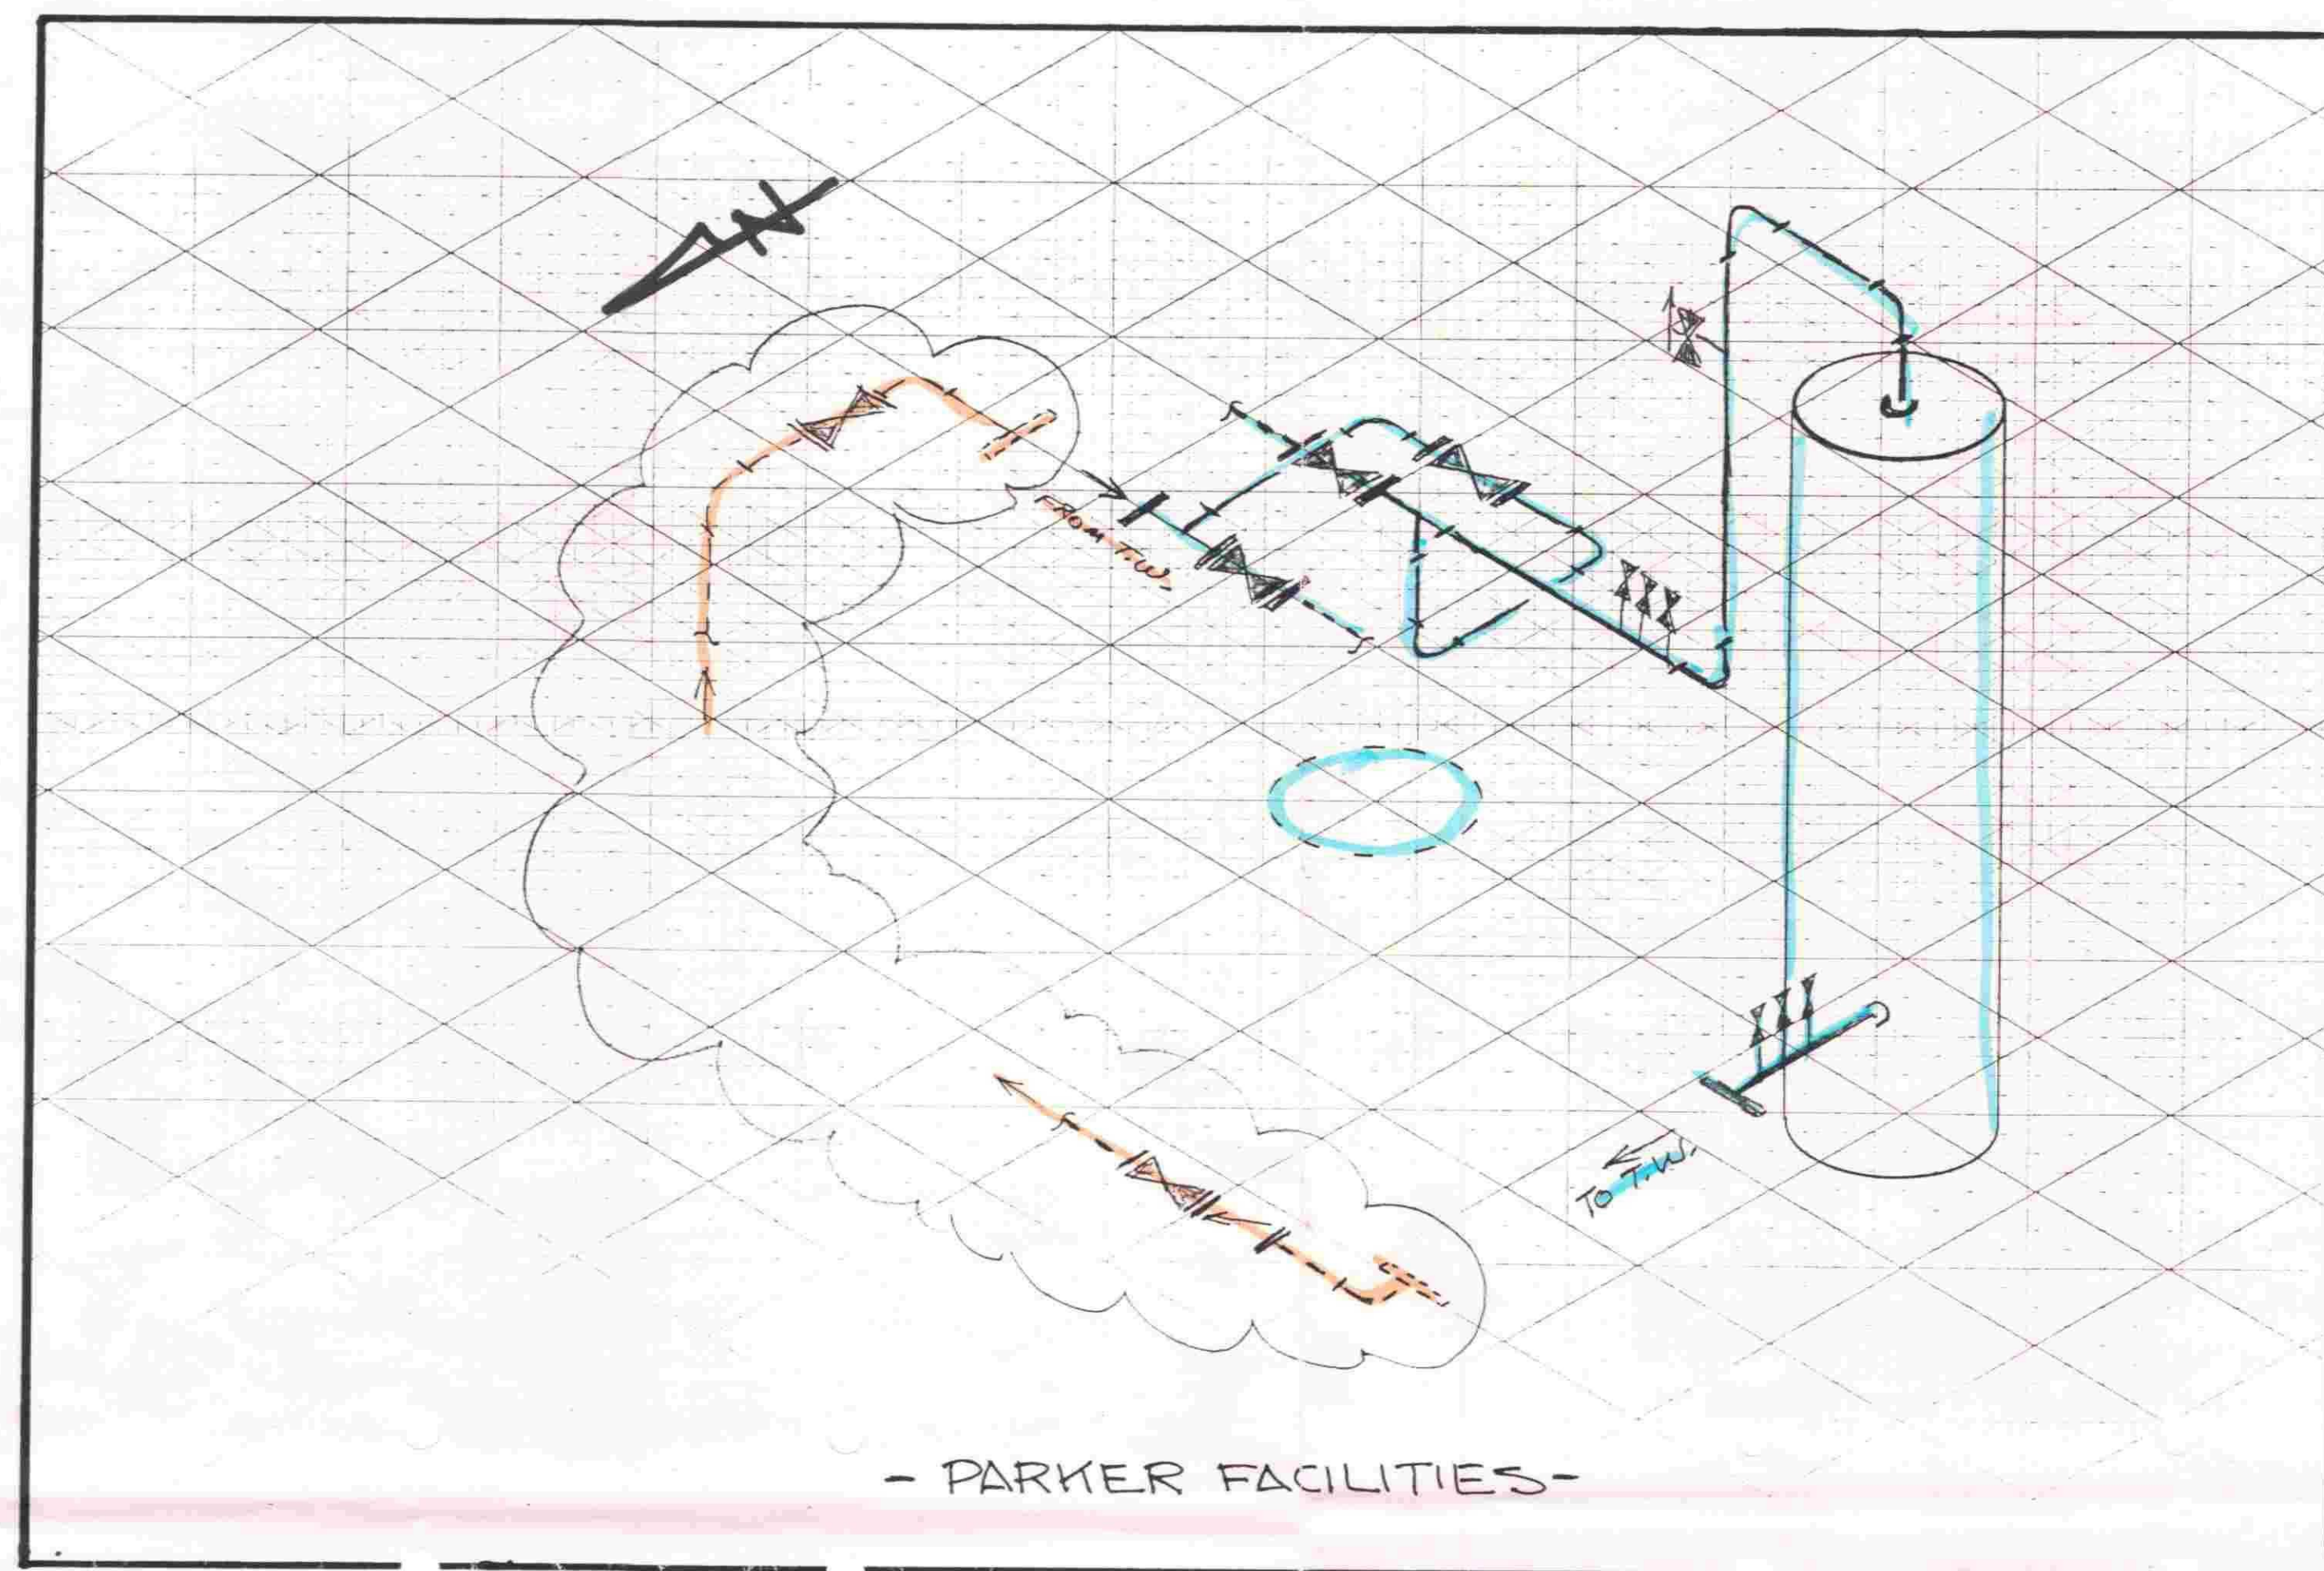 N
FROM T.W.
TO T.W.
- PARKER FACILITIES -